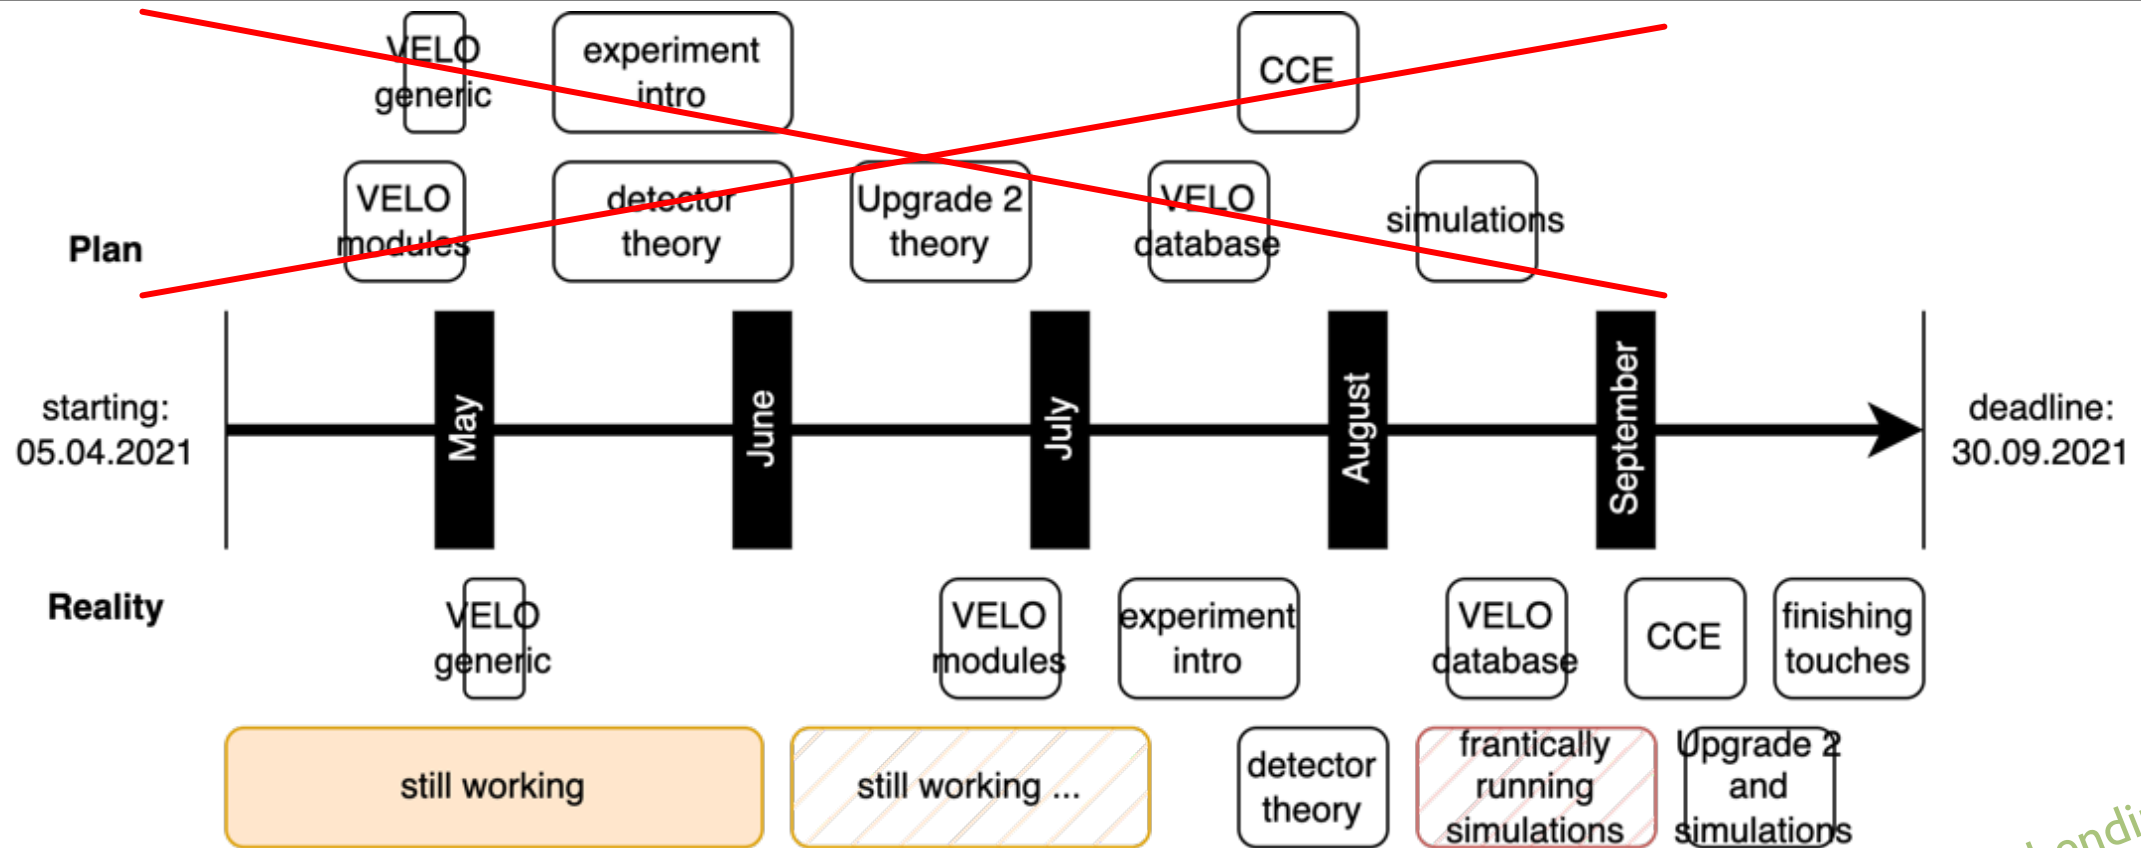 VELO
generic
experiment
intro
CCE
VELO
modules
detector
theory
Upgrade 2
theory
VELO
database
simulations
Plan
starting:
05.04.2021
May
June
July
August
September
deadline:
30.09.2021
Reality
VELO
generic
VELO
modules
experiment
intro
VELO
database
CCE
finishing
touches
still working
still working ...
detector
theory
frantically
running
simulations
Upgrade 2
and
simulations